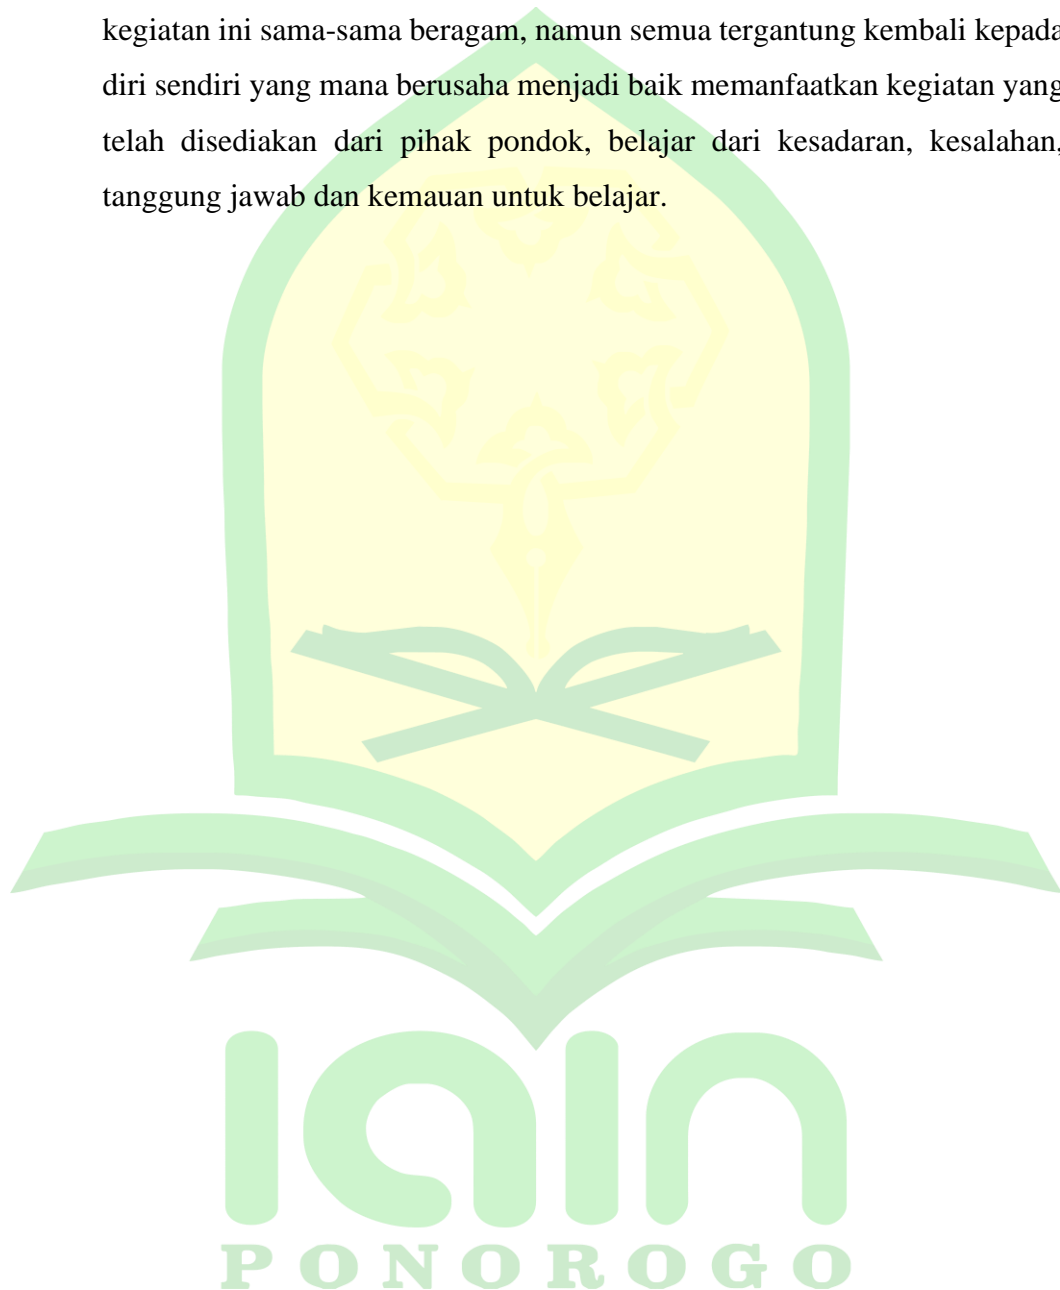 kegiatan ini sama-sama beragam, namun semua tergantung kembali kepada
diri sendiri yang mana berusaha menjadi baik memanfaatkan kegiatan yang
telah disediakan dari pihak pondok, belajar dari kesadaran, kesalahan,
tanggung jawab dan kemauan untuk belajar.
iain
PONOROGO